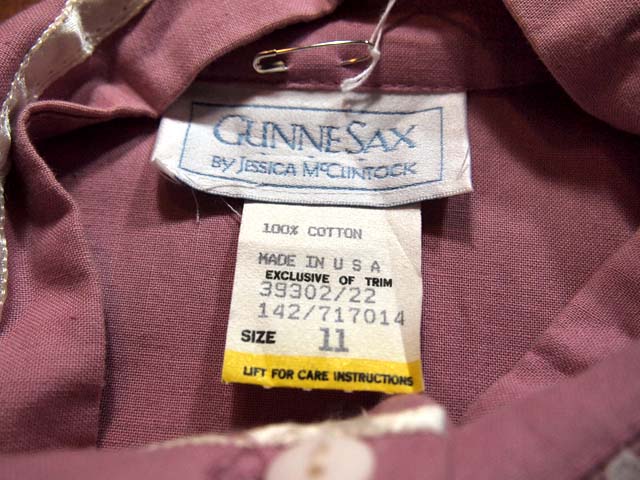 GUNNE SAX
BY JESSICA McCLINTOCK
100% COTTON
MADE IN U S A
EXCLUSIVE OF TRIM
39302/22
142/717014
SIZE 11
LIFT FOR CARE INSTRUCTIONS